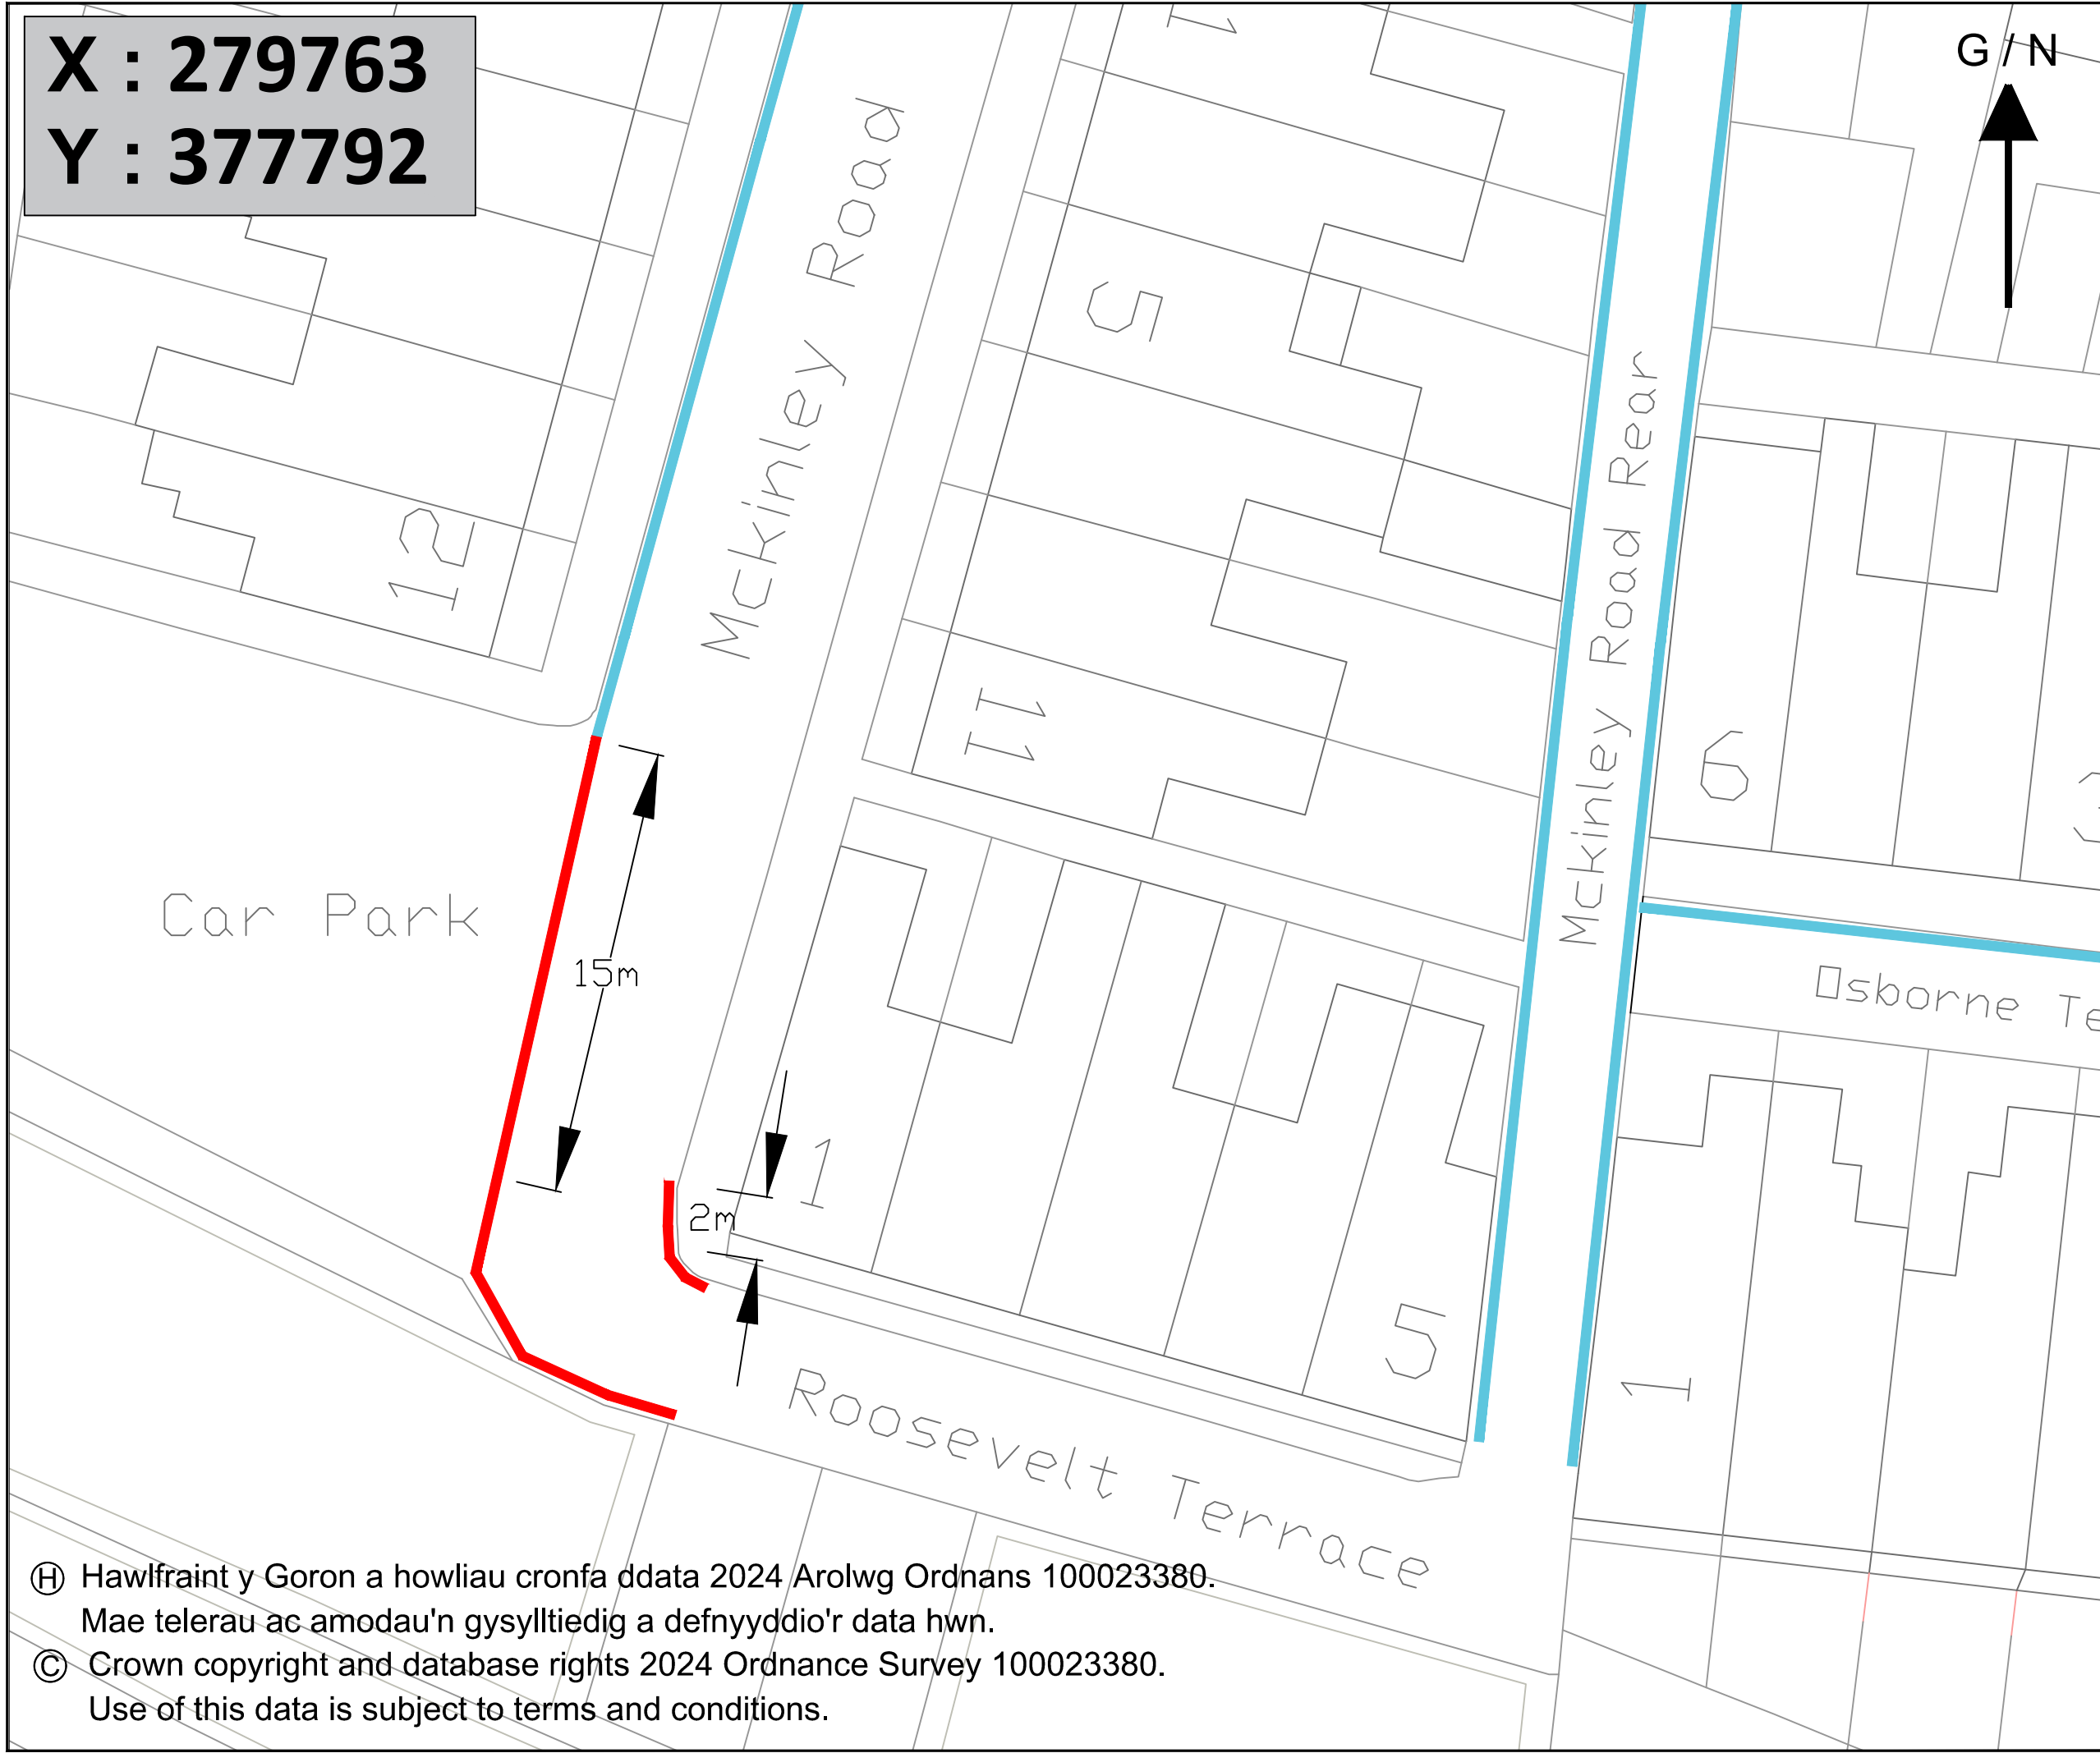 X : 279763
Y : 377792
G / N
Mckinley Road
5
12
Mckinley Road Rear
11
6
Car Park
15m
Osborne Te
1
2m
5
1
Roosevelt Terrace
Ⓗ Hawlfraint y Goron a howliau cronfa ddata 2024 Arolwg Ordnans 100023380.
Mae telerau ac amodau'n gysylltiedig a defnyyddio'r data hwn.
© Crown copyright and database rights 2024 Ordnance Survey 100023380.
Use of this data is subject to terms and conditions.